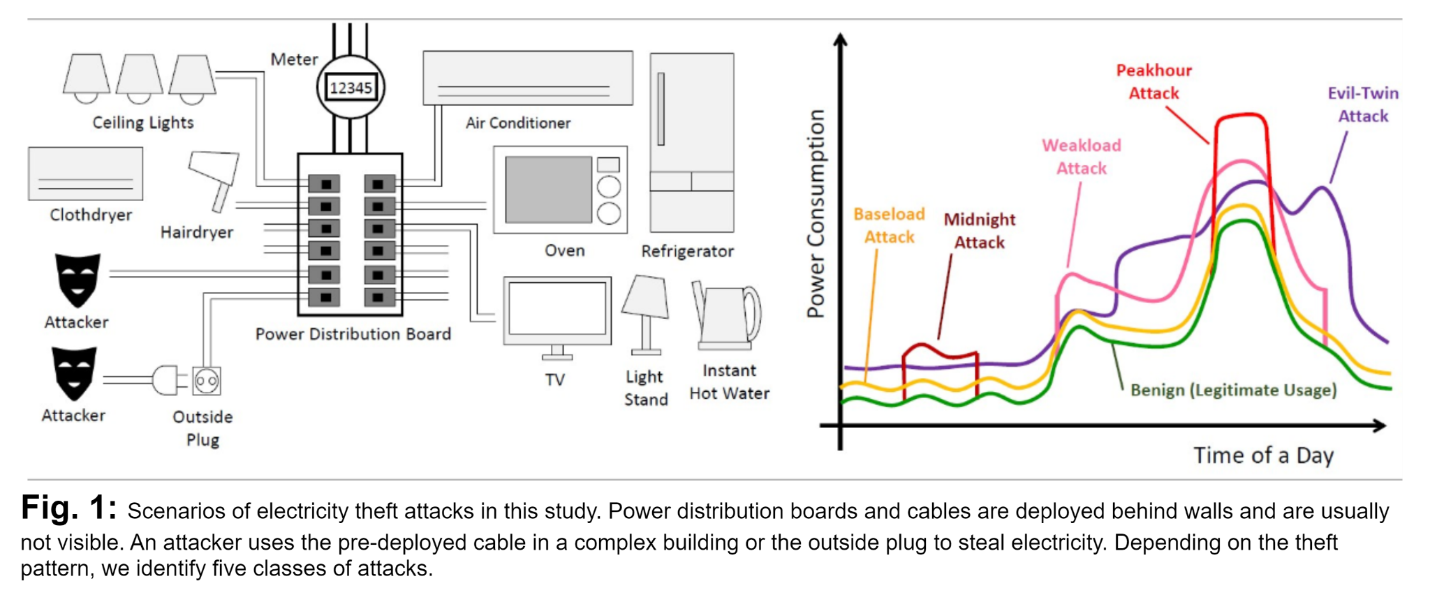 Meter
12345
Ceiling Lights
Air Conditioner
Clothdryer
Hairdryer
Oven
Refrigerator
Attacker
Power Distribution Board
TV
Light
Stand
Instant
Hot Water
Attacker
Outside
Plug
Power Consumption
Peakhour
Attack
Evil-Twin
Attack
Weakload
Attack
Baseload
Attack
Midnight
Attack
Benign (Legitimate Usage)
Time of a Day
Fig. 1: Scenarios of electricity theft attacks in this study. Power distribution boards and cables are deployed behind walls and are usually
not visible. An attacker uses the pre-deployed cable in a complex building or the outside plug to steal electricity. Depending on the theft
pattern, we identify five classes of attacks.